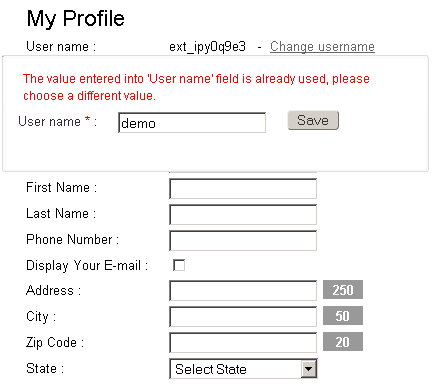 My Profile
User name : ext_ipy0q9e3 - Change username
The value entered into 'User name' field is already used, please
choose a different value.
User name * : demo Save
First Name :
Last Name :
Phone Number :
Display Your E-mail :
Address : 250
City : 50
Zip Code : 20
State : Select State